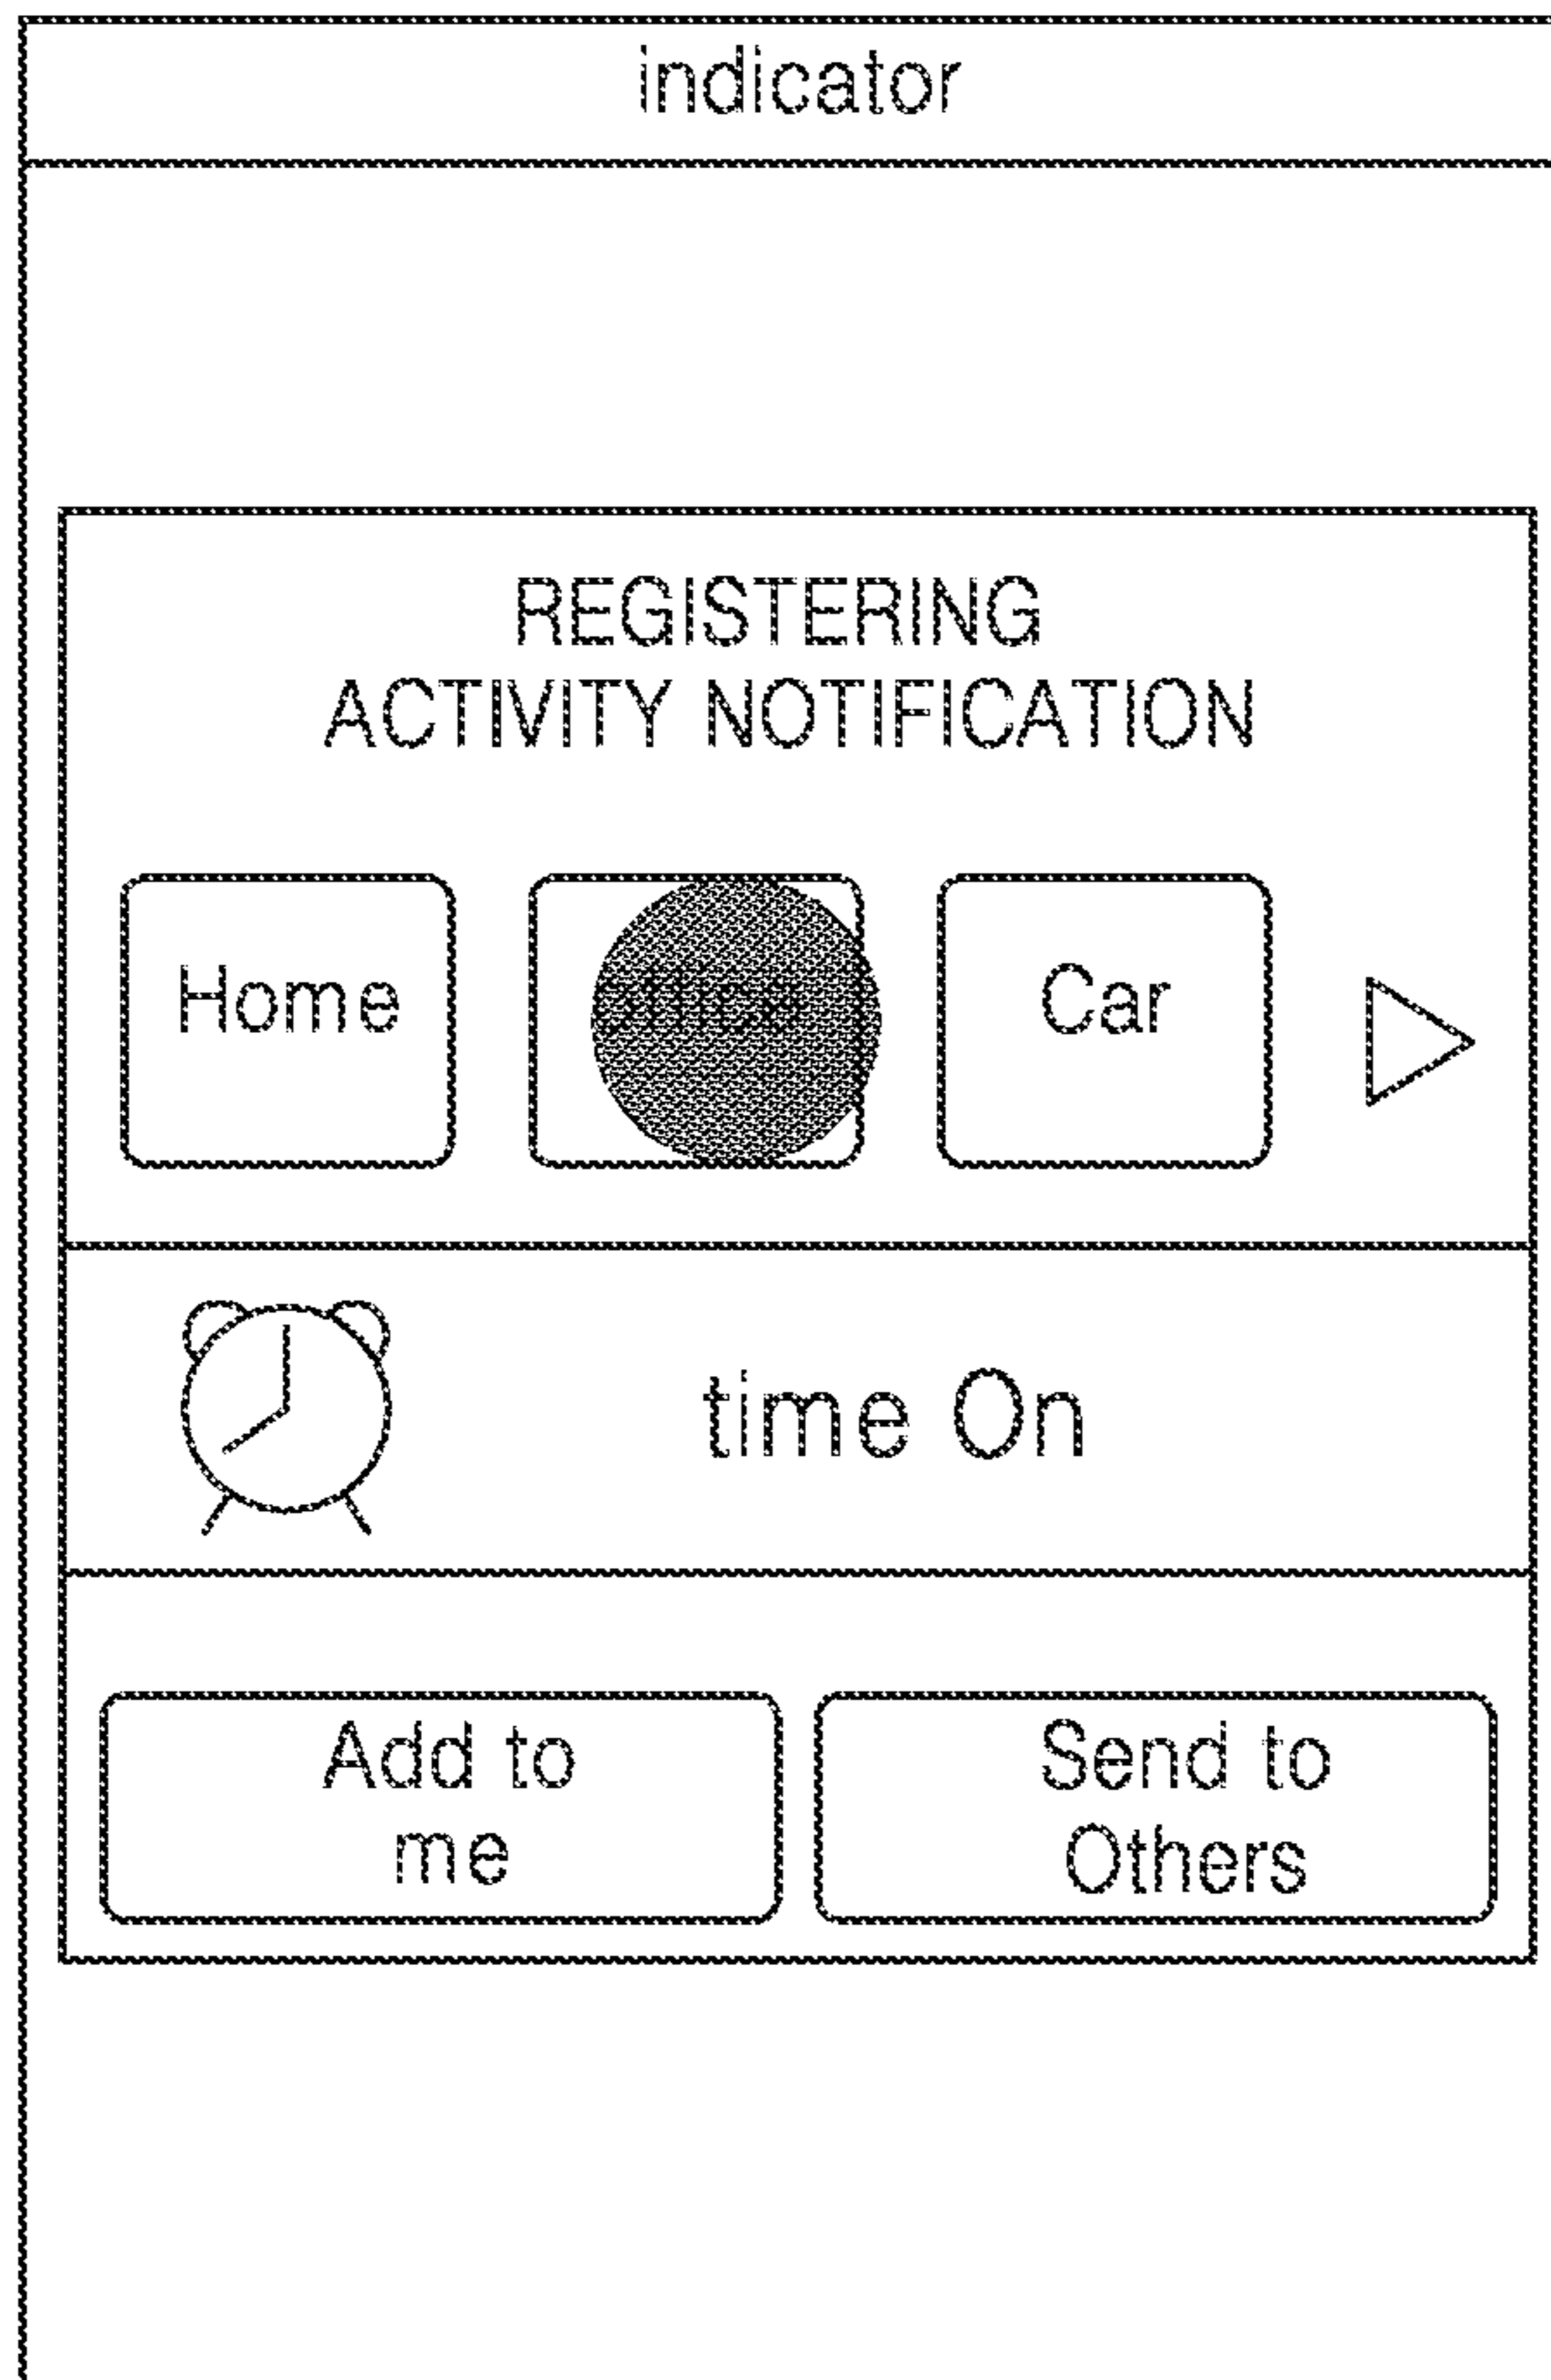 indicator
REGISTERING
ACTIVITY NOTIFICATION
Home
Car
time On
Add to
me
Send to
Others